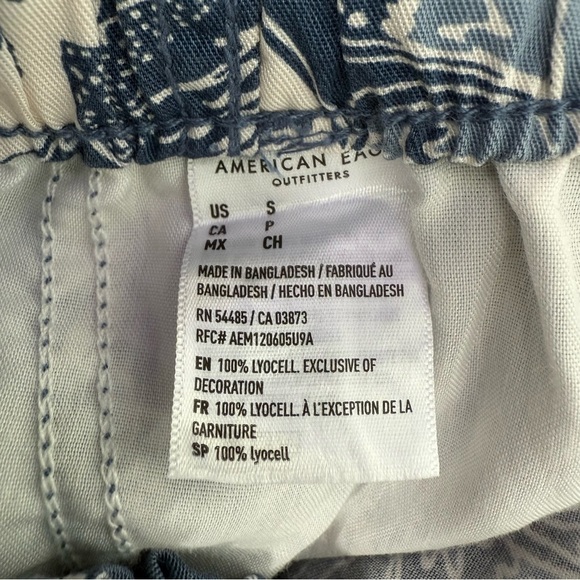 AMERICAN EAG
OUTFITTERS
US S
CA P
MX CH
MADE IN BANGLADESH / FABRIQUÉ AU
BANGLADESH / HECHO EN BANGLADESH
RN 54485 / CA 03873
RFC# AEM120605U9A
EN 100% LYOCELL. EXCLUSIVE OF
DECORATION
FR 100% LYOCELL. À L'EXCEPTION DE LA
GARNITURE
SP 100% lyocell